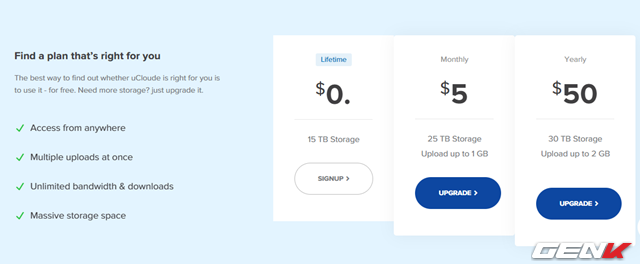 Find a plan that's right for you
The best way to find out whether uCloude is right for you is
to use it - for free. Need more storage? just upgrade it.
Access from anywhere
Multiple uploads at once
Unlimited bandwidth & downloads
Massive storage space
Lifetime
$0.
15 TB Storage
SIGNUP >
Monthly
$5
25 TB Storage
Upload up to 1 GB
UPGRADE >
Yearly
$50
30 TB Storage
Upload up to 2 GB
UPGRADE >
GENK